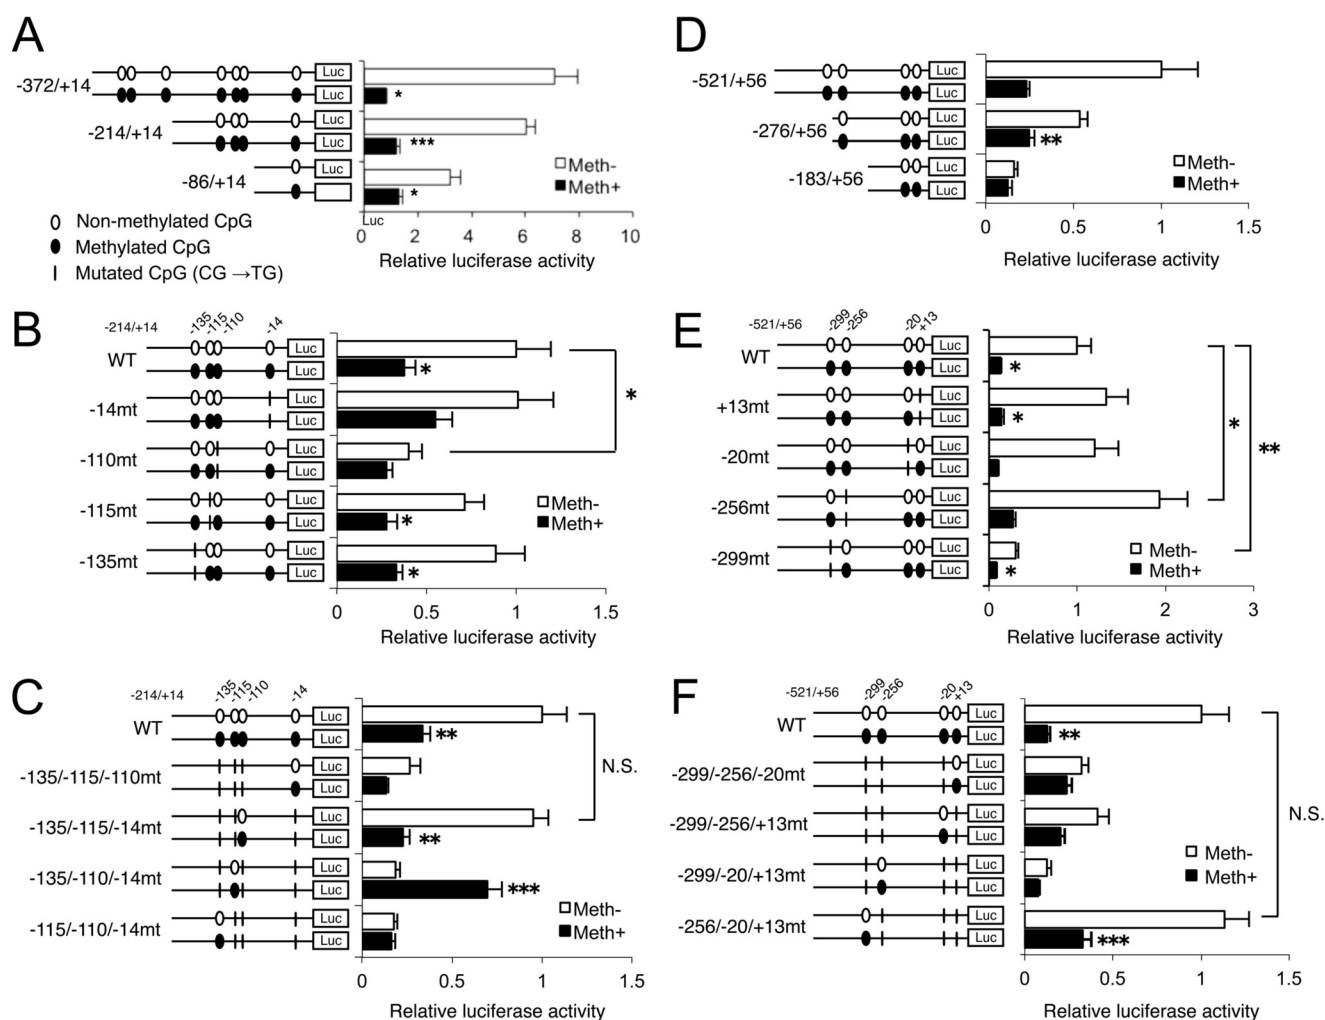 A
-372/+14
Luc
Luc
*
-214/+14
Luc
Luc
***
-86/+14
Luc
*
Meth-
Meth+
Luc
0 2 4 6 8 10
Relative luciferase activity
Non-methylated CpG
Methylated CpG
Mutated CpG (CG →TG)
B
-214/+14 -135 -115 -110 -14
WT
Luc
Luc
*
-14mt
Luc
Luc
*
-110mt
Luc
Luc
-115mt
Luc
Luc
*
-135mt
Luc
Luc
*
Meth-
Meth+
0 0.5 1 1.5
Relative luciferase activity
C
-214/+14 -135 -115 -110 -14
WT
Luc
Luc
**
-135/-115/-110mt
Luc
Luc
N.S.
-135/-115/-14mt
Luc
Luc
**
-135/-110/-14mt
Luc
Luc
***
-115/-110/-14mt
Luc
Luc
Meth-
Meth+
0 0.5 1 1.5
Relative luciferase activity
D
-521/+56
Luc
Luc
-276/+56
Luc
Luc
**
-183/+56
Luc
Luc
Meth-
Meth+
0 0.5 1 1.5
Relative luciferase activity
E
-521/+56 -299 -256 -20 +13
WT
Luc
Luc
*
+13mt
Luc
Luc
*
-20mt
Luc
Luc
* **
-256mt
Luc
Luc
-299mt
Luc
Luc
*
Meth-
Meth+
0 1 2 3
Relative luciferase activity
F
-521/+56 -299 -256 -20 +13
WT
Luc
Luc
**
-299/-256/-20mt
Luc
Luc
-299/-256/+13mt
Luc
Luc
N.S.
-299/-20/+13mt
Luc
Luc
-256/-20/+13mt
Luc
Luc
***
Meth-
Meth+
0 0.5 1 1.5
Relative luciferase activity